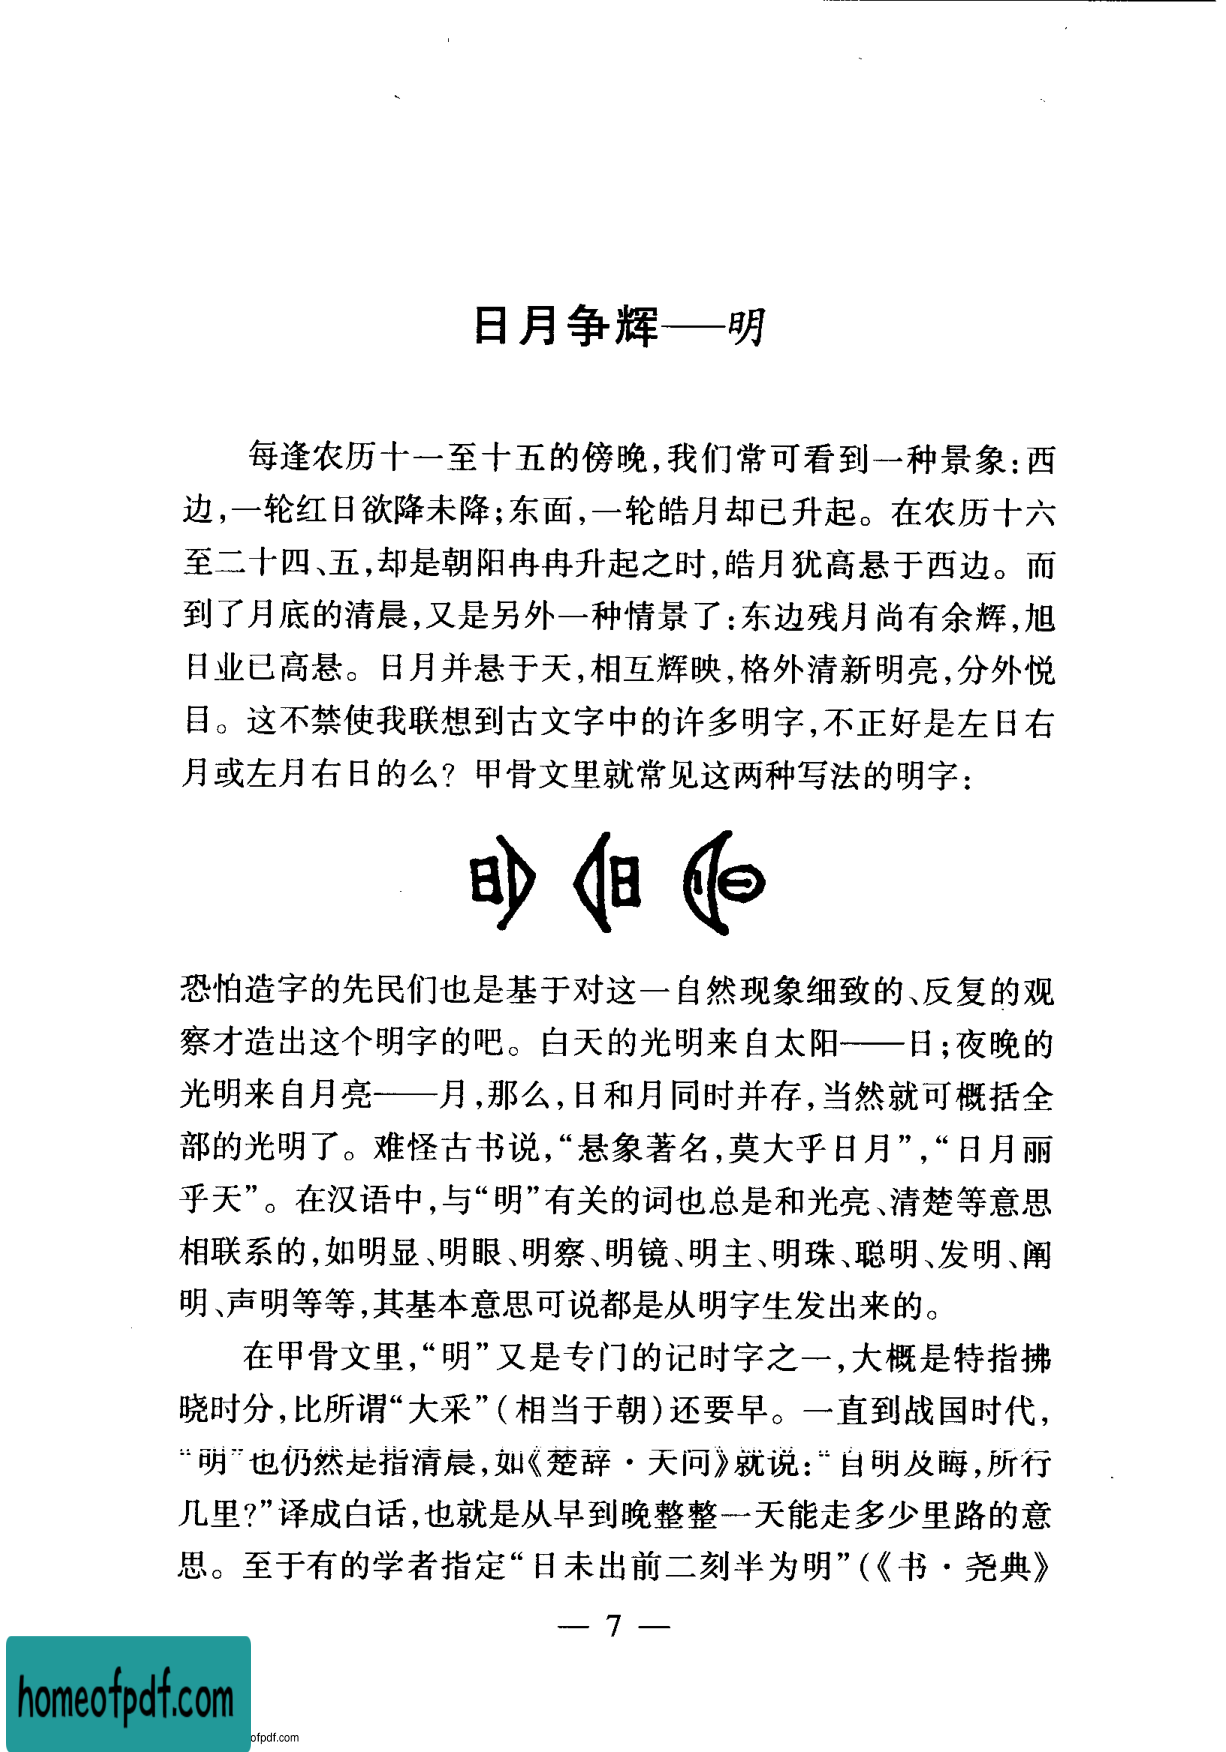 日月争辉——明
每逢农历十一至十五的傍晚,我们常可看到一种景象:西
边,一轮红日欲降未降;东面,一轮皓月却已升起。在农历十六
至二十四、五,却是朝阳冉冉升起之时,皓月犹高悬于西边。而
到了月底的清晨,又是另外一种情景了:东边残月尚有余辉,旭
日业已高悬。日月并悬于天,相互辉映,格外清新明亮,分外悦
目。这不禁使我联想到古文字中的许多明字,不正好是左日右
月或左月右日的么?甲骨文里就常见这两种写法的明字:
恐怕造字的先民们也是基于对这一自然现象细致的、反复的观
察才造出这个明字的吧。白天的光明来自太阳——日;夜晚的
光明来自月亮——月,那么,日和月同时并存,当然就可概括全
部的光明了。难怪古书说,“悬象著名,莫大乎日月”,“日月丽
乎天”。在汉语中,与“明”有关的词也总是和光亮、清楚等意思
相联系的,如明显、明眼、明察、明镜、明主、明珠、聪明、发明、阐
明、声明等等,其基本意思可说都是从明字生发出来的。
在甲骨文里,“明”又是专门的记时字之一,大概是特指拂
晓时分,比所谓“大采”(相当于朝)还要早。一直到战国时代,
“明”也仍然是指清晨,如《楚辞·天问》就说:“自明及晦,所行
几里?”译成白话,也就是从早到晚整整一天能走多少里路的意
思。至于有的学者指定“日未出前二刻半为明”(《书·尧典》
— 7 —
homeofpdf.com
ofpdf.com